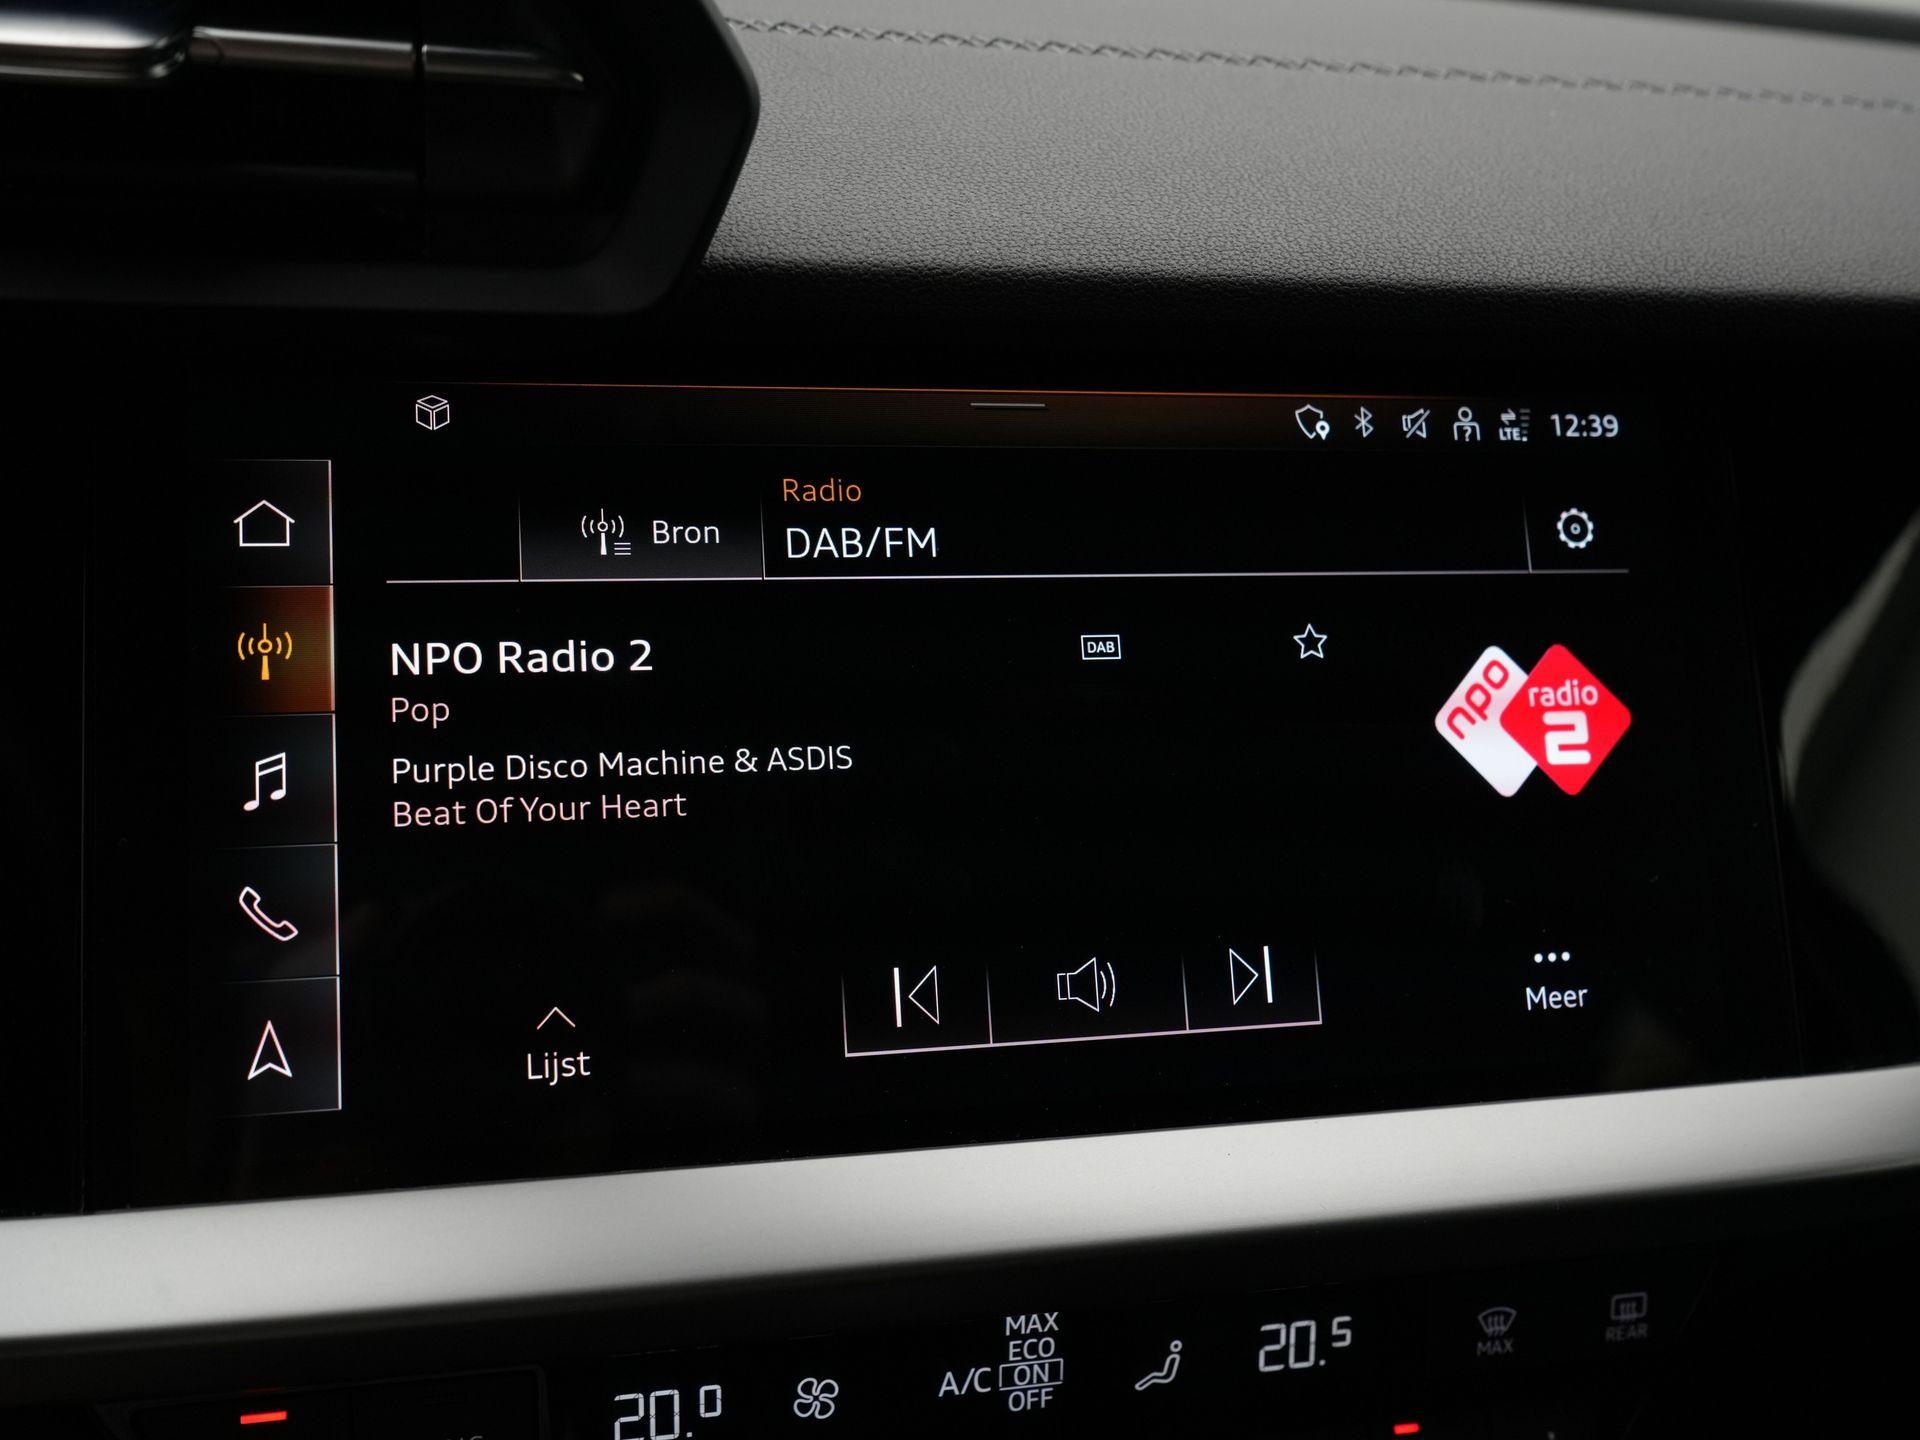 LTE 12:39
Radio
Bron DAB/FM
NPO Radio 2 DAB
Pop
Purple Disco Machine & ASDIS
Beat Of Your Heart
npo radio 2
Lijst
Meer
20.0
MAX
ECO
A/C ON
OFF
20.5
MAX
REAR